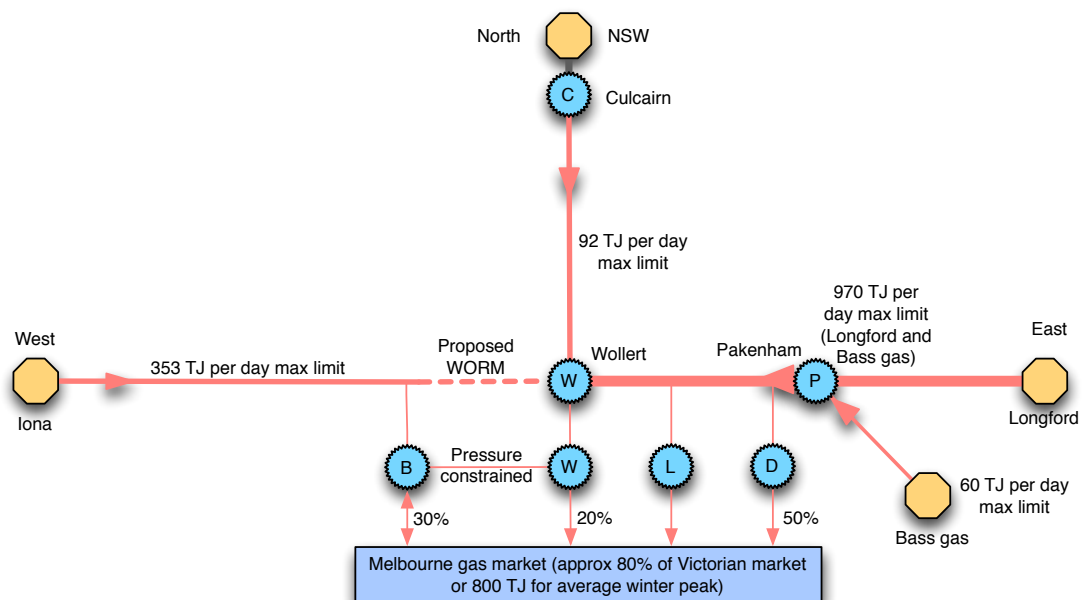 North
NSW
C
Culcairn
92 TJ per day
max limit
970 TJ per
day max limit
(Longford and
Bass gas)
West
East
Proposed
WORM
Wollert
Pakenham
353 TJ per day max limit
W
P
Iona
Longford
B
Pressure
constrained
W
L
D
60 TJ per day
max limit
30%
20%
50%
Bass gas
Melbourne gas market (approx 80% of Victorian market
or 800 TJ for average winter peak)